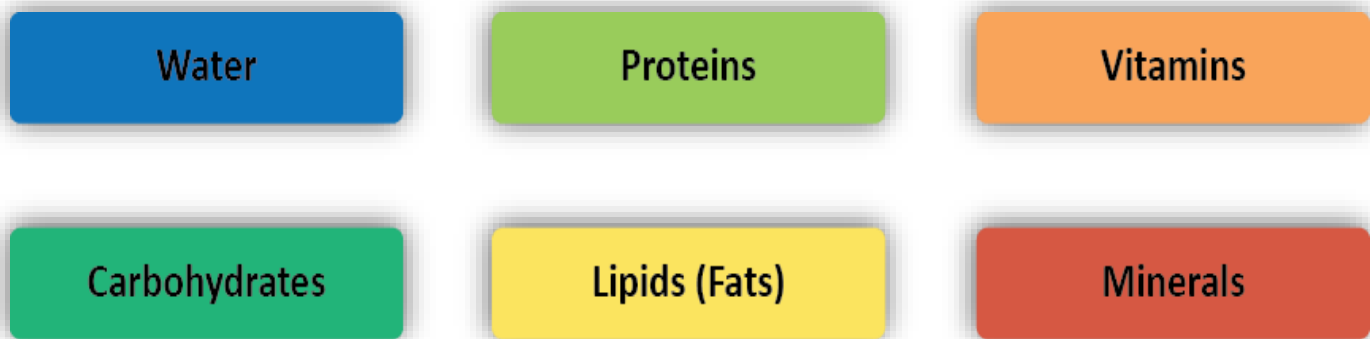 Water
Proteins
Vitamins
Carbohydrates
Lipids (Fats)
Minerals